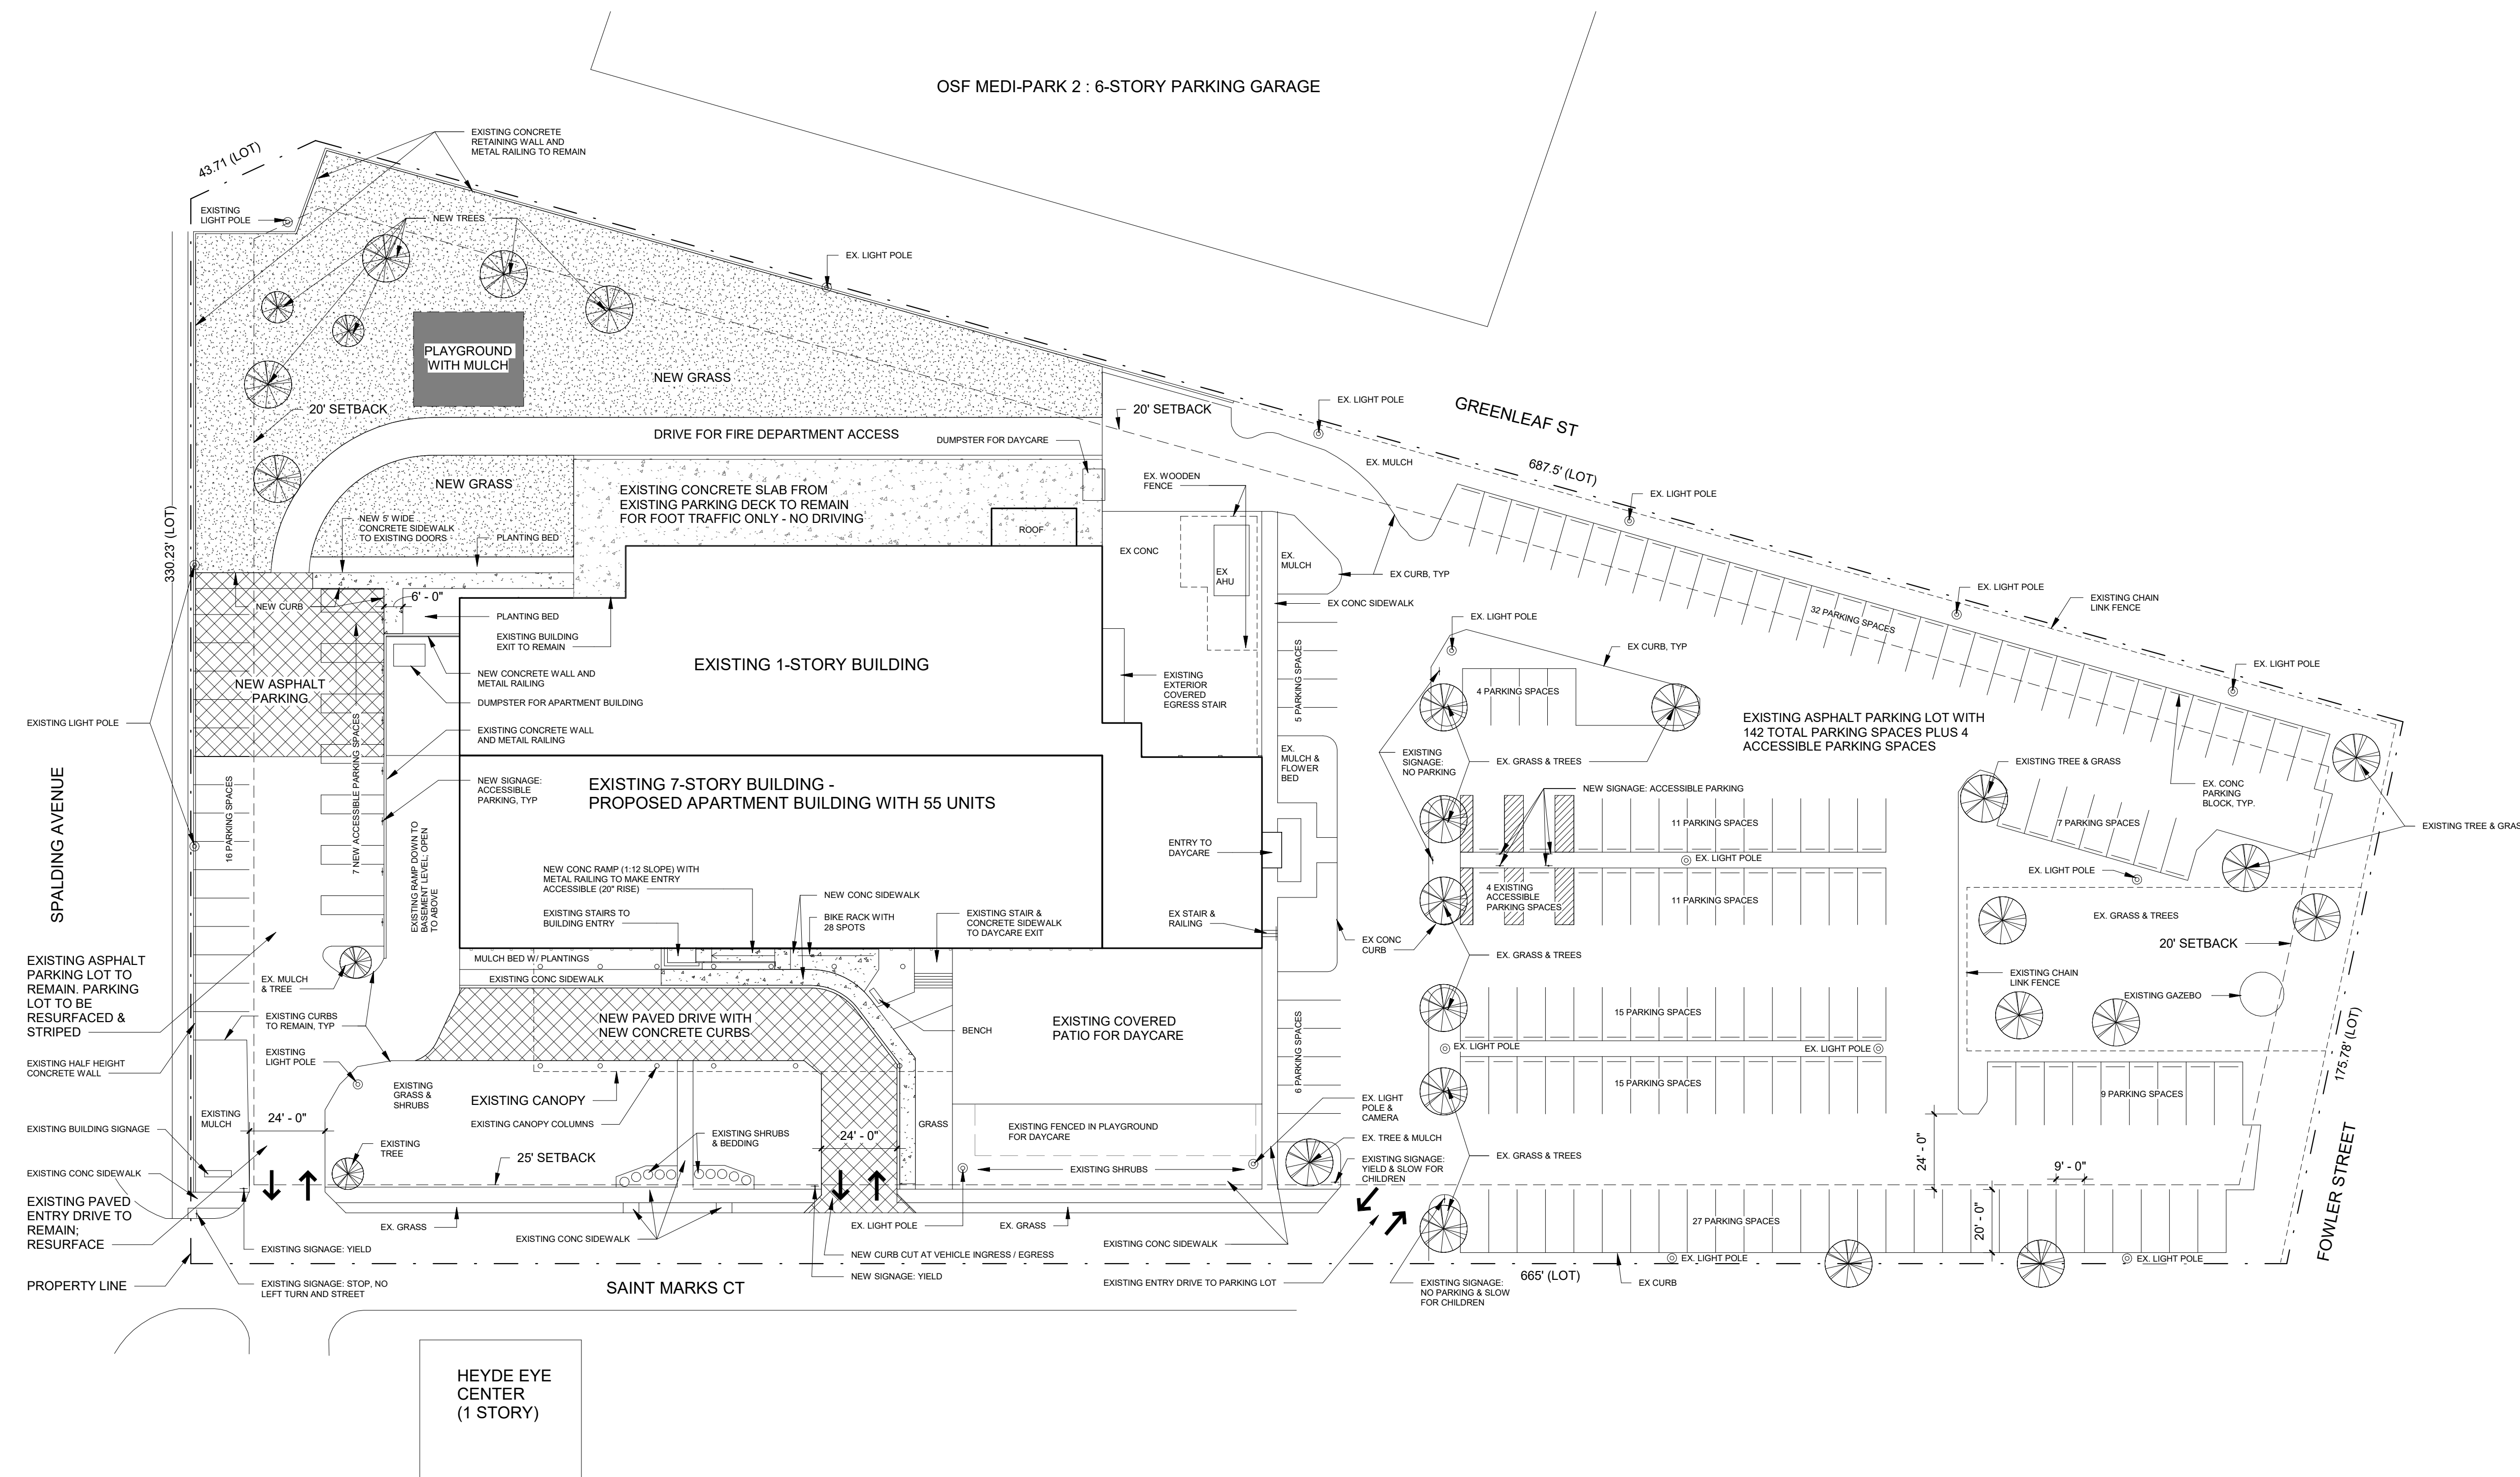 OSF MEDI-PARK 2 : 6-STORY PARKING GARAGE
EXISTING CONCRETE
RETAINING WALL AND
METAL RAILING TO REMAIN
43.71 (LOT)
EXISTING
LIGHT POLE
NEW TREES
EX. LIGHT POLE
PLAYGROUND
WITH MULCH
NEW GRASS
20' SETBACK
DRIVE FOR FIRE DEPARTMENT ACCESS
DUMPSTER FOR DAYCARE
20' SETBACK
EX. LIGHT POLE
GREENLEAF ST
687.5' (LOT)
EX. MULCH
EX. WOODEN
FENCE
EX. LIGHT POLE
NEW GRASS
EXISTING CONCRETE SLAB FROM
EXISTING PARKING DECK TO REMAIN
FOR FOOT TRAFFIC ONLY - NO DRIVING
NEW 5' WIDE
CONCRETE SIDEWALK
TO EXISTING DOORS
PLANTING BED
ROOF
EX CONC
EX
AHU
EX.
MULCH
EX CURB, TYP
EX CONC SIDEWALK
330.23' (LOT)
NEW CURB
6' - 0"
PLANTING BED
EXISTING BUILDING
EXIT TO REMAIN
EXISTING 1-STORY BUILDING
NEW CONCRETE WALL AND
METAIL RAILING
DUMPSTER FOR APARTMENT BUILDING
EXISTING CONCRETE WALL
AND METAIL RAILING
NEW ASPHALT
PARKING
EXISTING LIGHT POLE
7 NEW ACCESSIBLE PARKING SPACES
16 PARKING SPACES
SPALDING AVENUE
NEW SIGNAGE:
ACCESSIBLE
PARKING, TYP
EXISTING RAMP DOWN TO
BASEMENT LEVEL; OPEN
TO ABOVE
EXISTING 7-STORY BUILDING -
PROPOSED APARTMENT BUILDING WITH 55 UNITS
EXISTING
EXTERIOR
COVERED
EGRESS STAIR
5 PARKING SPACES
EX.
MULCH &
FLOWER
BED
ENTRY TO
DAYCARE
EX STAIR &
RAILING
NEW CONC RAMP (1:12 SLOPE) WITH
METAL RAILING TO MAKE ENTRY
ACCESSIBLE (20" RISE)
EXISTING STAIRS TO
BUILDING ENTRY
NEW CONC SIDEWALK
BIKE RACK WITH
28 SPOTS
EXISTING STAIR &
CONCRETE SIDEWALK
TO DAYCARE EXIT
MULCH BED W/ PLANTINGS
EXISTING CONC SIDEWALK
NEW PAVED DRIVE WITH
NEW CONCRETE CURBS
BENCH
EXISTING COVERED
PATIO FOR DAYCARE
6 PARKING SPACES
EX CONC
CURB
EXISTING ASPHALT
PARKING LOT TO
REMAIN. PARKING
LOT TO BE
RESURFACED &
STRIPED
EX. MULCH
& TREE
EXISTING CURBS
TO REMAIN, TYP
EXISTING
LIGHT POLE
EXISTING HALF HEIGHT
CONCRETE WALL
EXISTING
GRASS &
SHRUBS
EXISTING CANOPY
EXISTING CANOPY COLUMNS
EXISTING
MULCH
24' - 0"
EXISTING BUILDING SIGNAGE
EXISTING
TREE
EXISTING SHRUBS
& BEDDING
24' - 0"
GRASS
EXISTING FENCED IN PLAYGROUND
FOR DAYCARE
25' SETBACK
EXISTING SHRUBS
EXISTING CONC SIDEWALK
EXISTING PAVED
ENTRY DRIVE TO
REMAIN;
RESURFACE
EX. GRASS
EXISTING CONC SIDEWALK
EX. LIGHT POLE
EX. GRASS
EXISTING CONC SIDEWALK
EXISTING SIGNAGE: YIELD
NEW CURB CUT AT VEHICLE INGRESS / EGRESS
NEW SIGNAGE: YIELD
EXISTING ENTRY DRIVE TO PARKING LOT
PROPERTY LINE
EXISTING SIGNAGE: STOP, NO
LEFT TURN AND STREET
SAINT MARKS CT
HEYDE EYE
CENTER
(1 STORY)
EX. LIGHT
POLE &
CAMERA
EX. TREE & MULCH
EXISTING SIGNAGE:
YIELD & SLOW FOR
CHILDREN
EXISTING SIGNAGE:
NO PARKING & SLOW
FOR CHILDREN
665' (LOT)
EX CURB
32 PARKING SPACES
EX. LIGHT POLE
EXISTING CHAIN
LINK FENCE
EX. LIGHT POLE
EX. LIGHT POLE
EX CURB, TYP
4 PARKING SPACES
EXISTING
SIGNAGE:
NO PARKING
EX. GRASS & TREES
EXISTING ASPHALT PARKING LOT WITH
142 TOTAL PARKING SPACES PLUS 4
ACCESSIBLE PARKING SPACES
EXISTING TREE & GRASS
EX. CONC
PARKING
BLOCK, TYP.
NEW SIGNAGE: ACCESSIBLE PARKING
11 PARKING SPACES
7 PARKING SPACES
EXISTING TREE & GRAS
EX. LIGHT POLE
EX. LIGHT POLE
4 EXISTING
ACCESSIBLE
PARKING SPACES
11 PARKING SPACES
EX. GRASS & TREES
20' SETBACK
EX. GRASS & TREES
EXISTING CHAIN
LINK FENCE
EXISTING GAZEBO
15 PARKING SPACES
EX. LIGHT POLE
EX. LIGHT POLE
15 PARKING SPACES
9 PARKING SPACES
175.78' (LOT)
EX. GRASS & TREES
24' - 0"
9' - 0"
20' - 0"
27 PARKING SPACES
EX. LIGHT POLE
EX. LIGHT POLE
FOWLER STREET